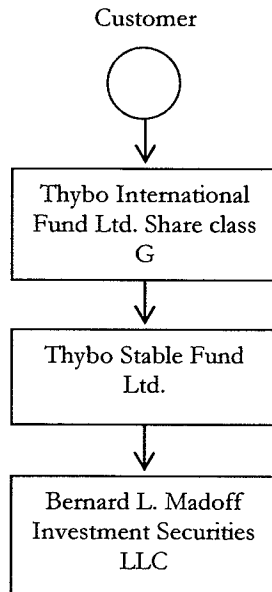 Customer
Thybo International
Fund Ltd. Share class
G
Thybo Stable Fund
Ltd.
Bernard L. Madoff
Investment Securities
LLC